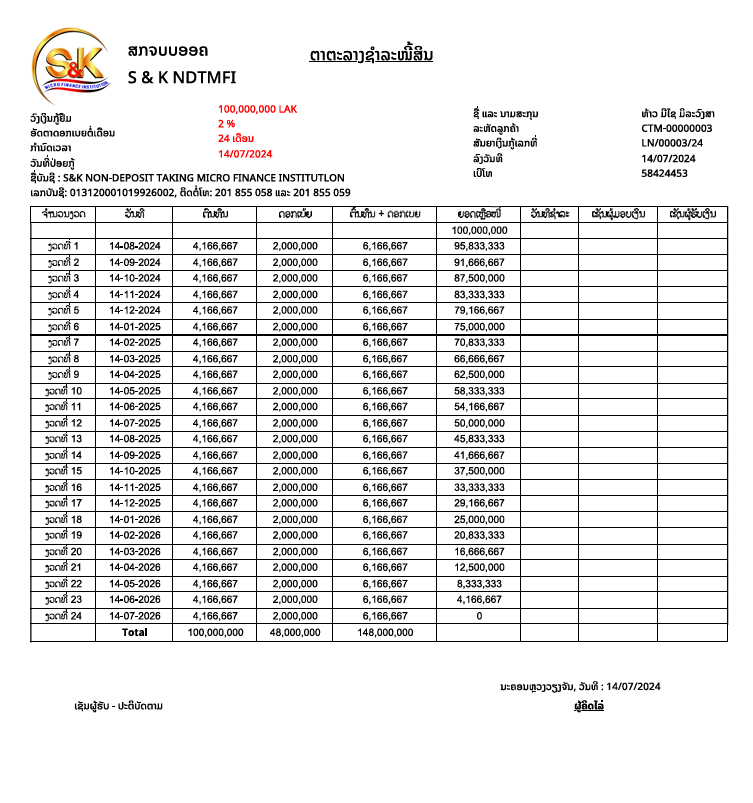 S&K
MICRO FINANCE INSTITUTION
ສກຈບບອອຄ
S & K NDTMFI
ຕາຕະລາງຊໍາລະໜີ້ສິນ
ວົງເງິນກູ້ຢືມ 100,000,000 LAK
ອັດຕາດອກເບຍຕໍ່ເດືອນ 2 %
ກໍານົດເວລາ 24 ເດືອນ
ວັນທີ່ປ່ອຍກູ້ 14/07/2024
ຊື່ ແລະ ນາມສະກຸນ ທ້າວ ມີໄຊ ມິລະວົງສາ
ລະຫັດລູກຄ້າ CTM-00000003
ສັນຍາເງິນກູ້ເລກທີ່ LN/00003/24
ລົງວັນທີ 14/07/2024
ເບີໂທ 58424453
ຊື່ບັນຊີ : S&K NON-DEPOSIT TAKING MICRO FINANCE INSTITUTLON
ເລກບັນຊີ: 013120001019926002, ຕິດຕໍ່ໂທ: 201 855 058 ແລະ 201 855 059
ຈໍານວນງວດ ວັນທີ ຕົ້ນທຶນ ດອກເບ້ຍ ຕົ້ນທຶນ + ດອກເບຍ ຍອດເຫຼືອໜີ່ ວັນທີຊໍາລະ ເຊັນຜູ້ມອບເງິນ ເຊັນຜູ້ຮັບເງິນ
100,000,000
ງວດທີ່ 1 14-08-2024 4,166,667 2,000,000 6,166,667 95,833,333
ງວດທີ່ 2 14-09-2024 4,166,667 2,000,000 6,166,667 91,666,667
ງວດທີ່ 3 14-10-2024 4,166,667 2,000,000 6,166,667 87,500,000
ງວດທີ່ 4 14-11-2024 4,166,667 2,000,000 6,166,667 83,333,333
ງວດທີ່ 5 14-12-2024 4,166,667 2,000,000 6,166,667 79,166,667
ງວດທີ່ 6 14-01-2025 4,166,667 2,000,000 6,166,667 75,000,000
ງວດທີ່ 7 14-02-2025 4,166,667 2,000,000 6,166,667 70,833,333
ງວດທີ່ 8 14-03-2025 4,166,667 2,000,000 6,166,667 66,666,667
ງວດທີ່ 9 14-04-2025 4,166,667 2,000,000 6,166,667 62,500,000
ງວດທີ່ 10 14-05-2025 4,166,667 2,000,000 6,166,667 58,333,333
ງວດທີ່ 11 14-06-2025 4,166,667 2,000,000 6,166,667 54,166,667
ງວດທີ່ 12 14-07-2025 4,166,667 2,000,000 6,166,667 50,000,000
ງວດທີ່ 13 14-08-2025 4,166,667 2,000,000 6,166,667 45,833,333
ງວດທີ່ 14 14-09-2025 4,166,667 2,000,000 6,166,667 41,666,667
ງວດທີ່ 15 14-10-2025 4,166,667 2,000,000 6,166,667 37,500,000
ງວດທີ່ 16 14-11-2025 4,166,667 2,000,000 6,166,667 33,333,333
ງວດທີ່ 17 14-12-2025 4,166,667 2,000,000 6,166,667 29,166,667
ງວດທີ່ 18 14-01-2026 4,166,667 2,000,000 6,166,667 25,000,000
ງວດທີ່ 19 14-02-2026 4,166,667 2,000,000 6,166,667 20,833,333
ງວດທີ່ 20 14-03-2026 4,166,667 2,000,000 6,166,667 16,666,667
ງວດທີ່ 21 14-04-2026 4,166,667 2,000,000 6,166,667 12,500,000
ງວດທີ່ 22 14-05-2026 4,166,667 2,000,000 6,166,667 8,333,333
ງວດທີ່ 23 14-06-2026 4,166,667 2,000,000 6,166,667 4,166,667
ງວດທີ່ 24 14-07-2026 4,166,667 2,000,000 6,166,667 0
Total 100,000,000 48,000,000 148,000,000
ນະຄອນຫຼວງວຽງຈັນ, ວັນທີ : 14/07/2024
ເຊັນຜູ້ຮັບ - ປະຕິບັດຕາມ ຜູ້ຄິດໄລ່